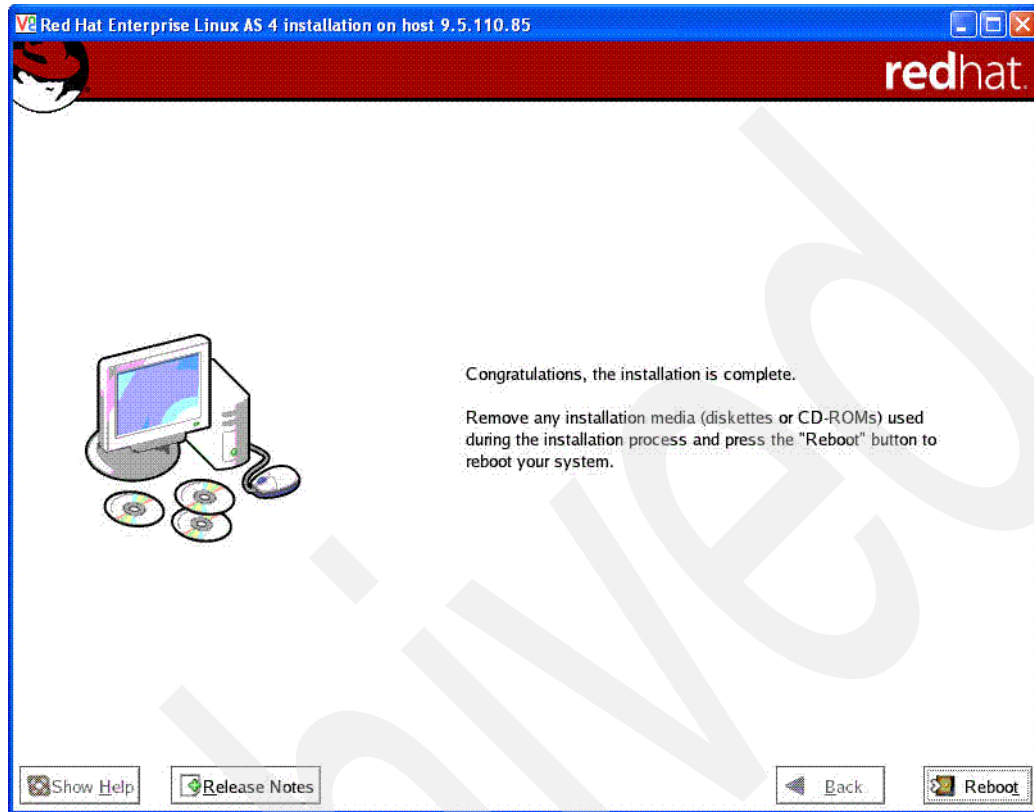 Red Hat Enterprise Linux AS 4 installation on host 9.5.110.85
redhat.
Congratulations, the installation is complete.
Remove any installation media (diskettes or CD-ROMs) used
during the installation process and press the "Reboot" button to
reboot your system.
Show Help
Release Notes
Back
Reboot
hived